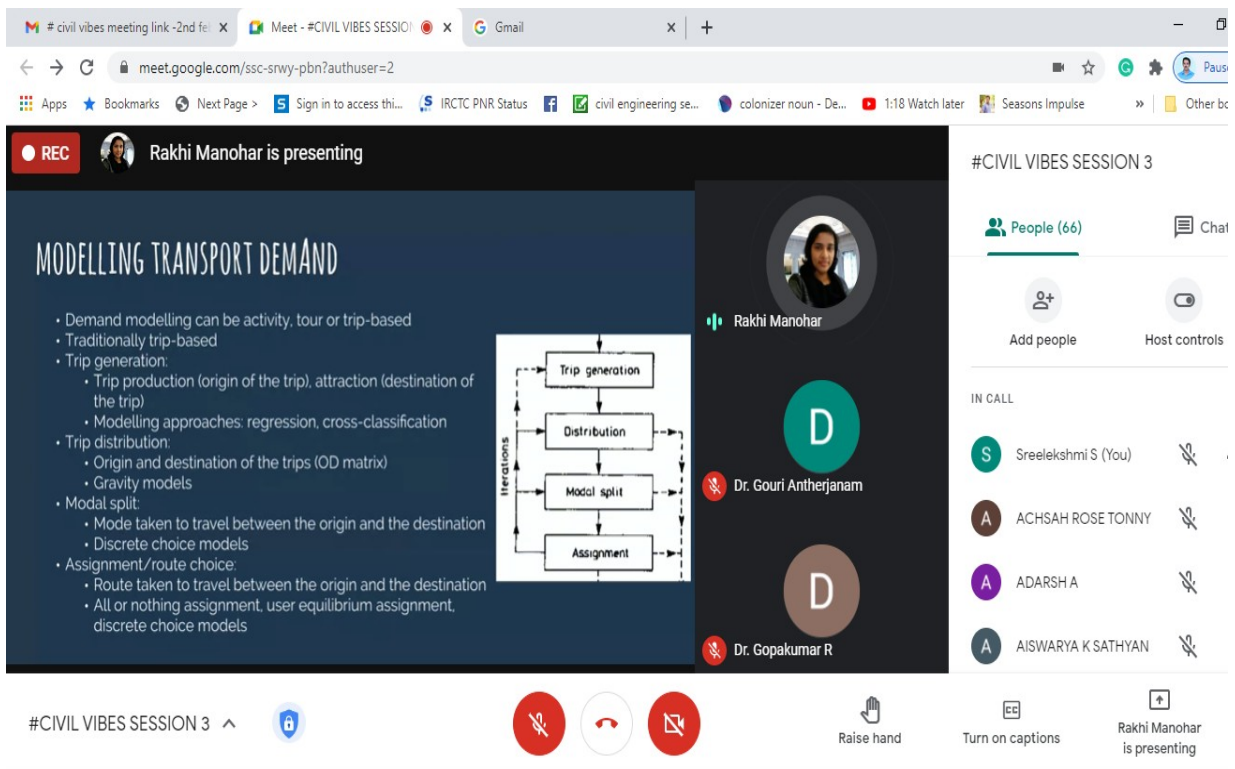 # civil vibes meeting link -2nd fe
Meet - #CIVIL VIBES SESSION
Gmail
meet.google.com/ssc-srwy-pbn?authuser=2
Paus
Apps
Bookmarks
Next Page >
Sign in to access thi...
IRCTC PNR Status
civil engineering se...
colonizer noun - De...
1:18 Watch later
Seasons Impulse
»
Other bo
REC
Rakhi Manohar is presenting
MODELLING TRANSPORT DEMAND
• Demand modelling can be activity, tour or trip-based
• Traditionally trip-based
• Trip generation:
• Trip production (origin of the trip), attraction (destination of
the trip)
• Modelling approaches: regression, cross-classification
• Trip distribution:
• Origin and destination of the trips (OD matrix)
• Gravity models
• Modal split:
• Mode taken to travel between the origin and the destination
• Discrete choice models
• Assignment/route choice:
• Route taken to travel between the origin and the destination
• All or nothing assignment, user equilibrium assignment,
discrete choice models
Iterations
Trip generation
Distribution
Modal split
Assignment
Rakhi Manohar
D
Dr. Gouri Antherjanam
D
Dr. Gopakumar R
#CIVIL VIBES SESSION 3
People (66)
Chat
Add people
Host controls
IN CALL
S
Sreelekshmi S (You)
A
ACHSAH ROSE TONNY
A
ADARSH A
A
AISWARYA K SATHYAN
#CIVIL VIBES SESSION 3
Raise hand
CC
Turn on captions
Rakhi Manohar
is presenting